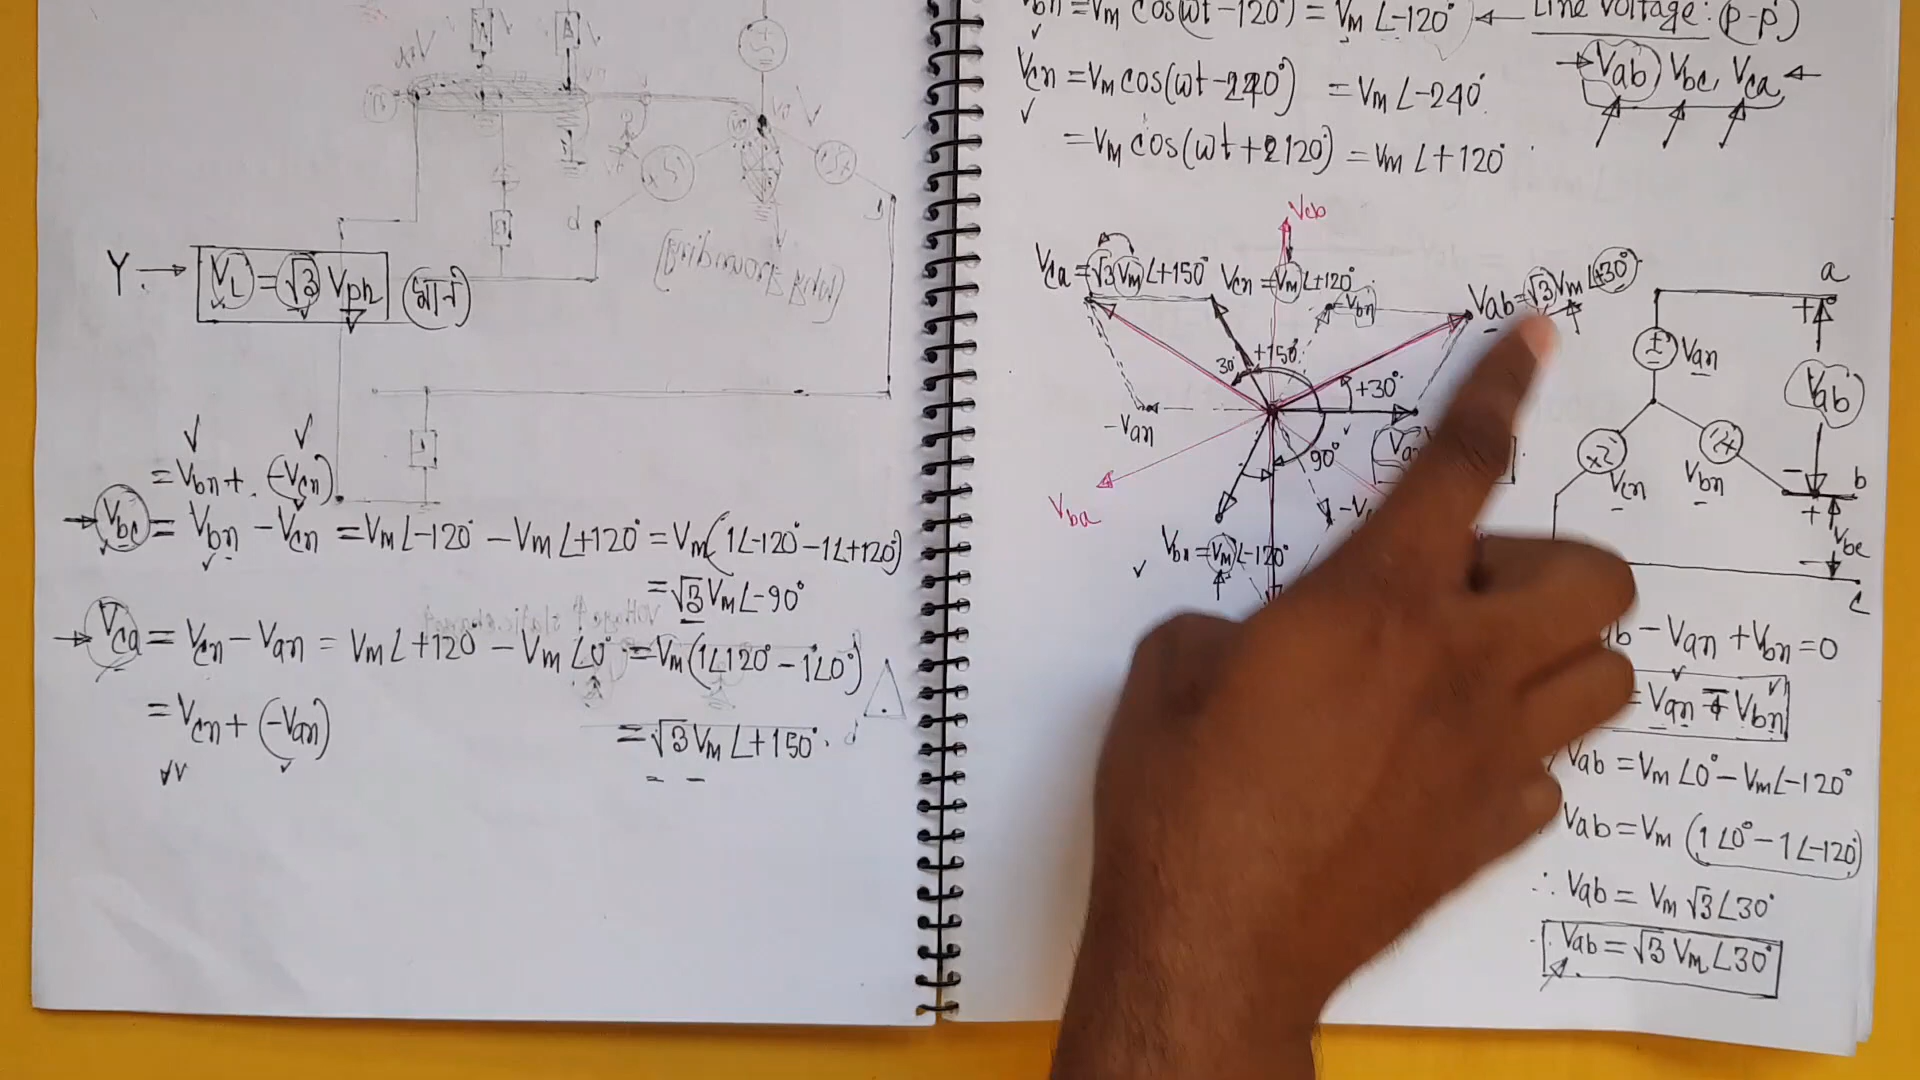 Y → VL = √3 Vph (মান)
= Vbn + (-Vcn)
→ Vbc = Vbn - Vcn = Vm∠-120° - Vm∠+120° = Vm(1∠-120° - 1∠+120°)
= √3 Vm∠-90°
→ Vca = Vcn - Van = Vm∠+120° - Vm∠0° = Vm(1∠120° - 1∠0°)
= Vcn + (-Van)
= √3 Vm∠+150°
Vbn = Vm cos(ωt-120°) = Vm∠-120° ← Line voltage: (p-p)
Vcn = Vm cos(ωt-240°) = Vm∠-240°
→ Vab, Vbc, Vca ←
= Vm cos(ωt+120°) = Vm∠+120°
Vcb
Vca = √3 Vm∠+150°
Vcn = Vm∠+120°
-Vbn
Vab = √3 Vm∠+30°
30°
+150°
+30°
-Van
90°
Vba
Vbn = Vm∠-120°
a
+
Van
Vab
Vcn
Vbn
-
b
+
Vbc
-
c
- Van + Vbn = 0
Van - Vbn
Vab = Vm∠0° - Vm∠-120°
Vab = Vm (1∠0° - 1∠-120°)
∴ Vab = Vm √3∠30°
∴ Vab = √3 Vm∠30°